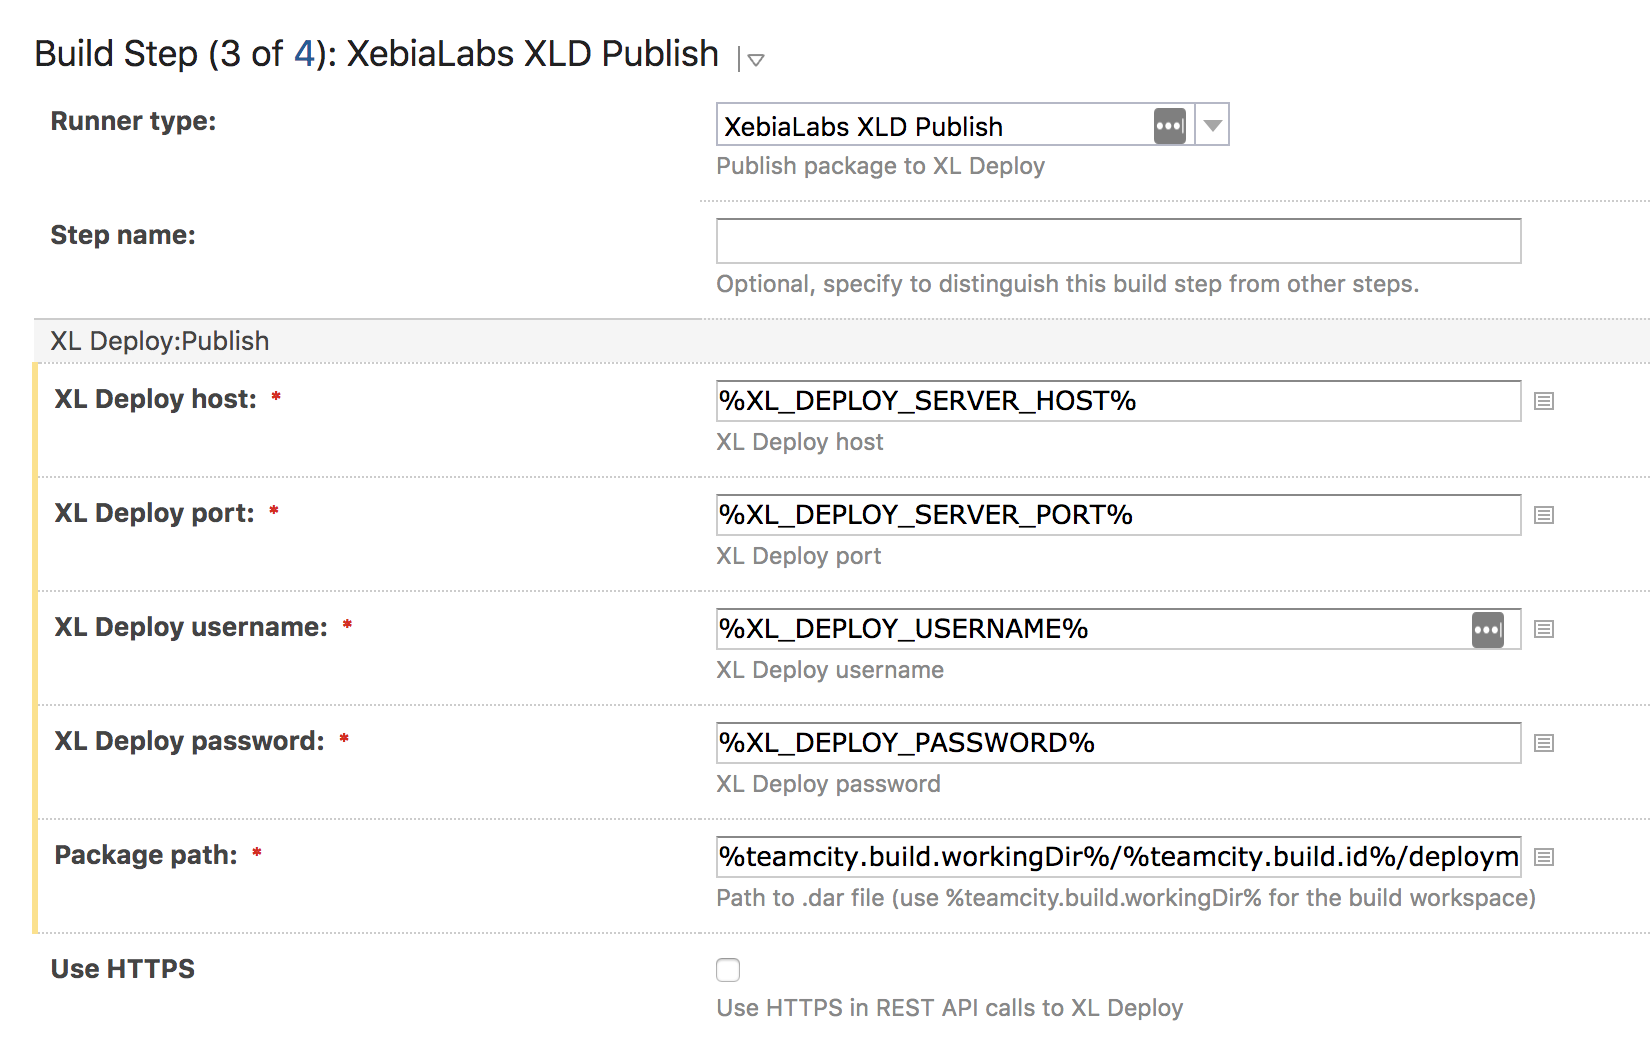 Build Step (3 of 4): XebiaLabs XLD Publish
Runner type:
XebiaLabs XLD Publish
Publish package to XL Deploy
Step name:
Optional, specify to distinguish this build step from other steps.
XL Deploy:Publish
XL Deploy host: *
%XL_DEPLOY_SERVER_HOST%
XL Deploy host
XL Deploy port: *
%XL_DEPLOY_SERVER_PORT%
XL Deploy port
XL Deploy username: *
%XL_DEPLOY_USERNAME%
XL Deploy username
XL Deploy password: *
%XL_DEPLOY_PASSWORD%
XL Deploy password
Package path: *
%teamcity.build.workingDir%/%teamcity.build.id%/deploym
Path to .dar file (use %teamcity.build.workingDir% for the build workspace)
Use HTTPS
Use HTTPS in REST API calls to XL Deploy